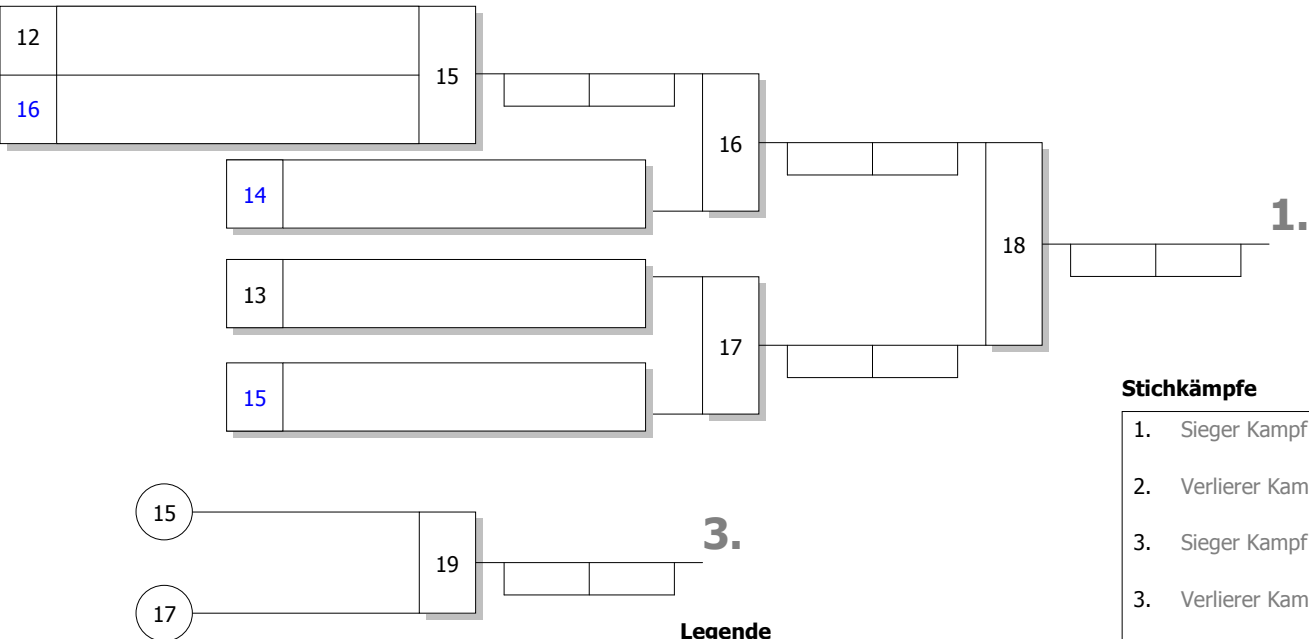 12
15
16
16
14
1.
18
13
17
15
Stichkämpfe
1. Sieger Kampf
2. Verlierer Kam
3. Sieger Kampf
3. Verlierer Kam
15
3.
19
17
Legende